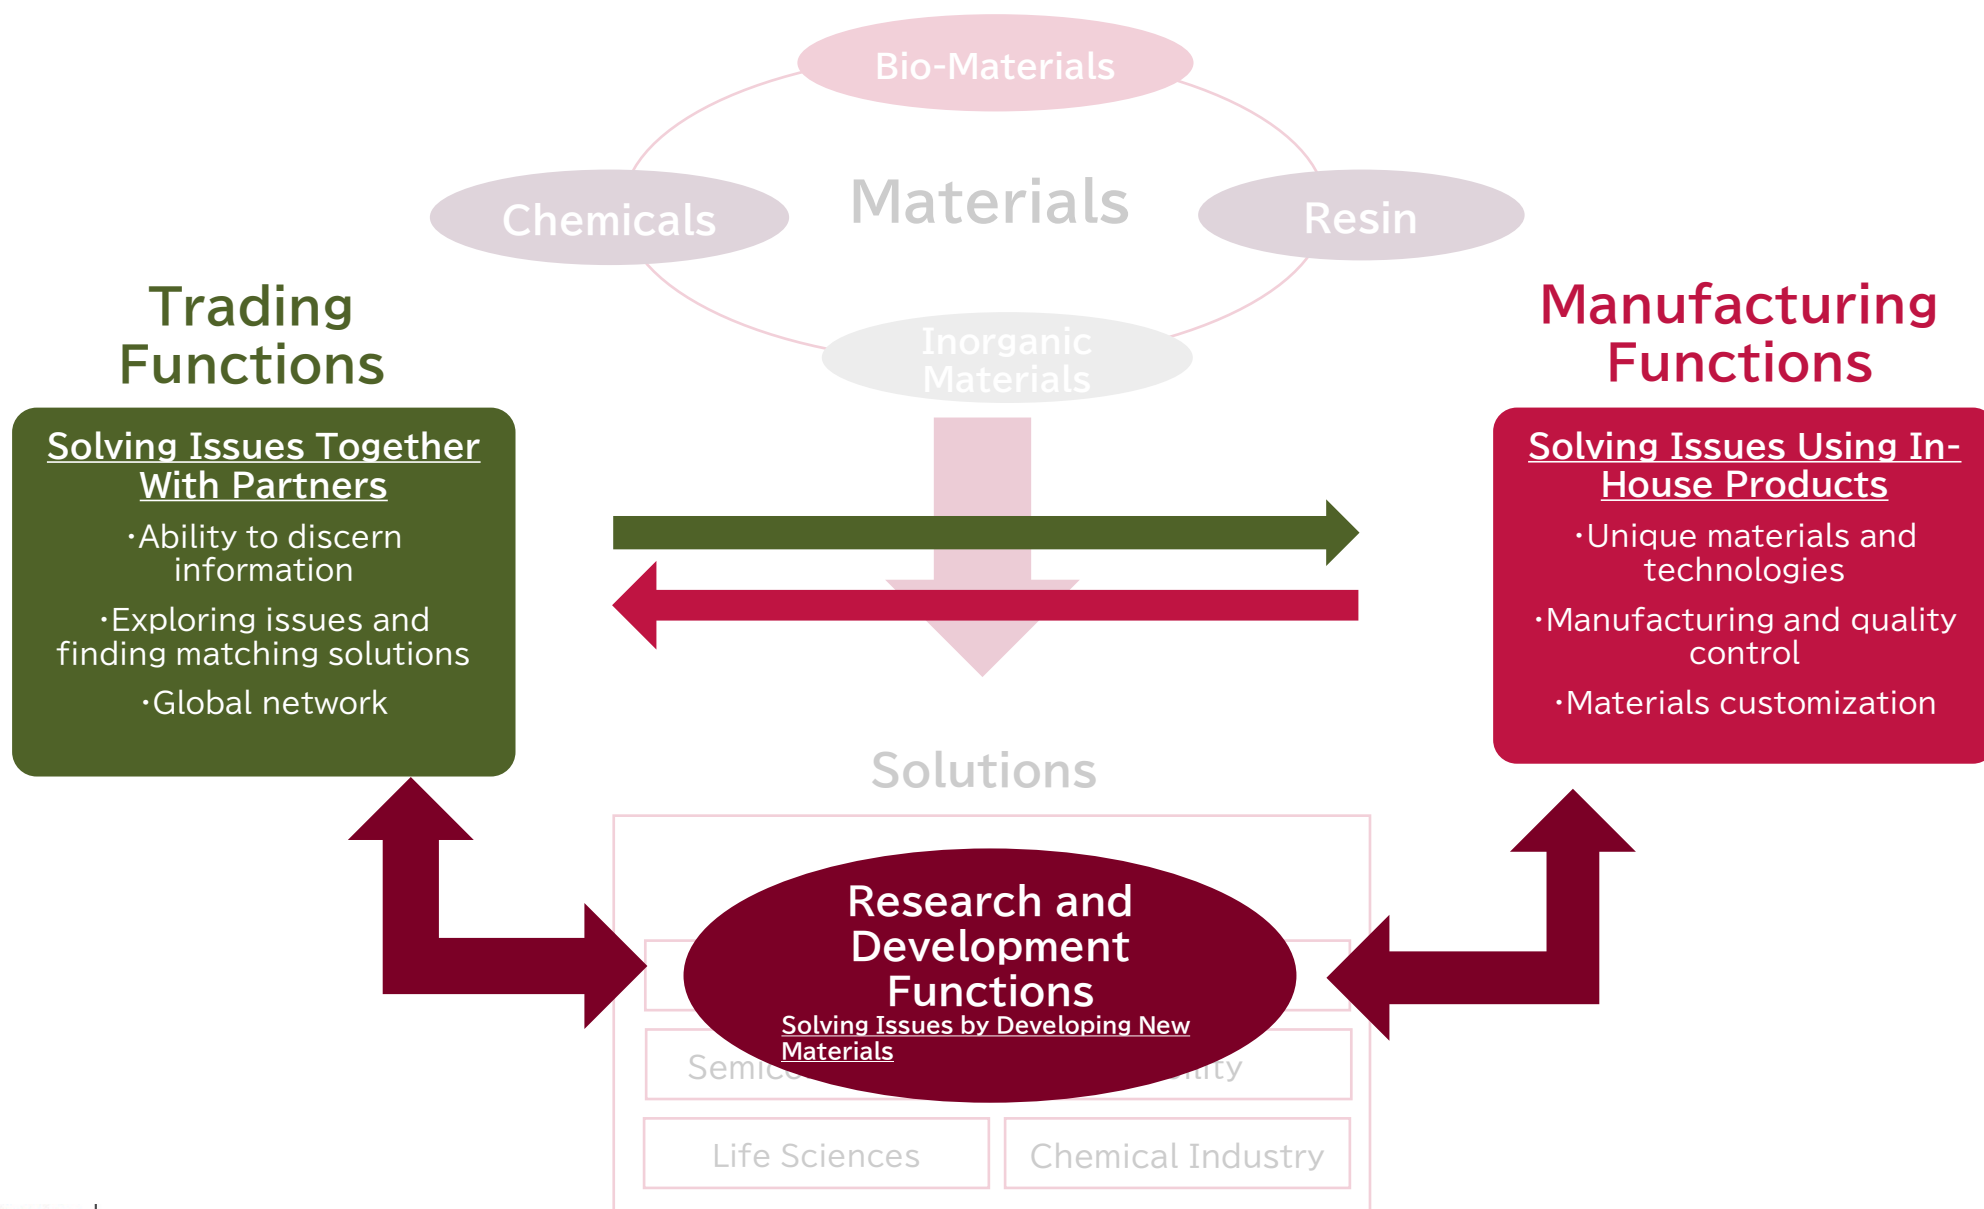 Bio-Materials
Materials
Chemicals
Resin
Inorganic
Materials
Trading
Functions
Solving Issues Together
With Partners
・Ability to discern
information
・Exploring issues and
finding matching solutions
・Global network
Manufacturing
Functions
Solving Issues Using In-
House Products
・Unique materials and
technologies
・Manufacturing and quality
control
・Materials customization
Solutions
Research and
Development
Functions
Solving Issues by Developing New
Materials
Life Sciences
Chemical Industry